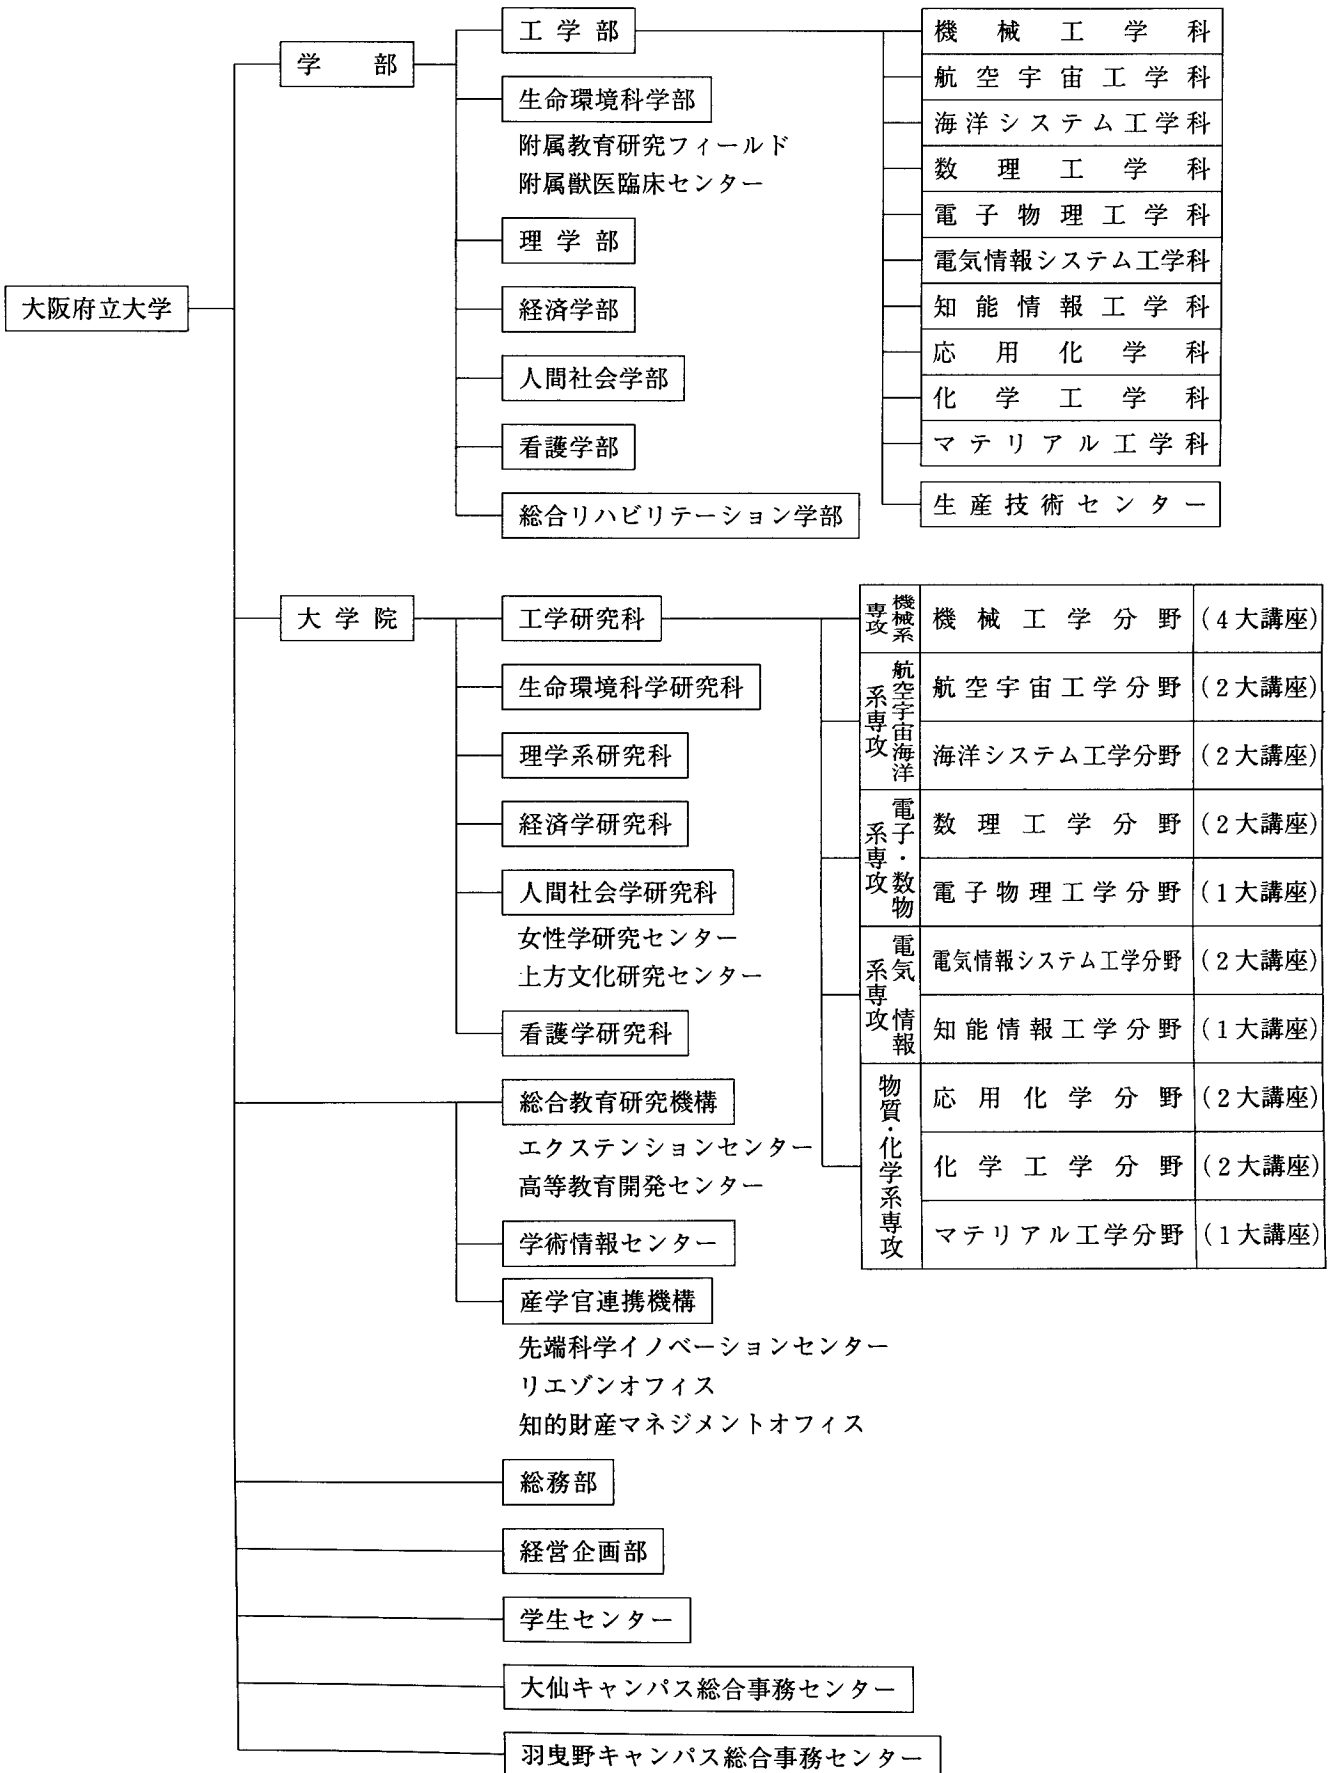 大阪府立大学
学部
工学部
機械工学科
航空宇宙工学科
海洋システム工学科
数理工学科
電子物理工学科
電気情報システム工学科
知能情報工学科
応用化学科
化学工学科
マテリアル工学科
生産技術センター
生命環境科学部
附属教育研究フィールド
附属獣医臨床センター
理学部
経済学部
人間社会学部
看護学部
総合リハビリテーション学部
大学院
工学研究科
機械系専攻
機械工学分野(4大講座)
航空宇宙海洋系専攻
航空宇宙工学分野(2大講座)
海洋システム工学分野(2大講座)
電子・数物系専攻
数理工学分野(2大講座)
電子物理工学分野(1大講座)
電気情報系専攻
電気情報システム工学分野(2大講座)
知能情報工学分野(1大講座)
物質・化学系専攻
応用化学分野(2大講座)
化学工学分野(2大講座)
マテリアル工学分野(1大講座)
生命環境科学研究科
理学系研究科
経済学研究科
人間社会学研究科
女性学研究センター
上方文化研究センター
看護学研究科
総合教育研究機構
エクステンションセンター
高等教育開発センター
学術情報センター
産学官連携機構
先端科学イノベーションセンター
リエゾンオフィス
知的財産マネジメントオフィス
総務部
経営企画部
学生センター
大仙キャンパス総合事務センター
羽曳野キャンパス総合事務センター